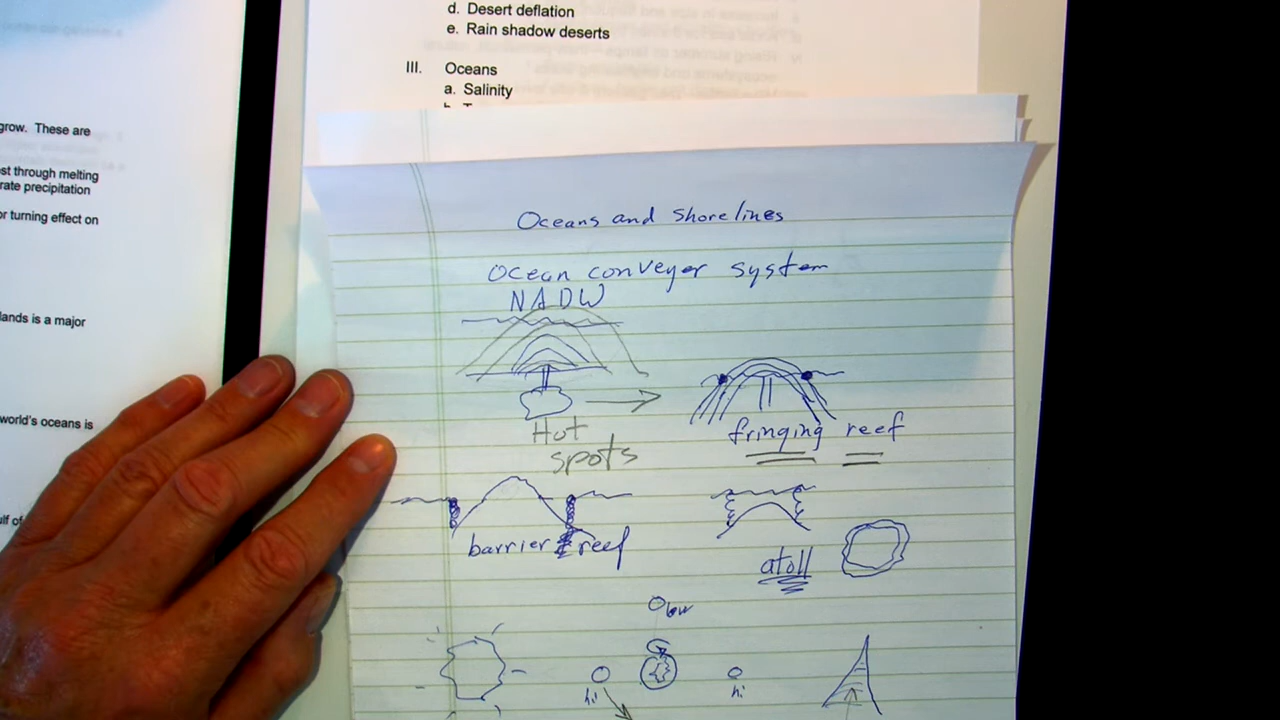 grow. These are
st through melting
rate precipitation
or turning effect on
lands is a major
world's oceans is
d. Desert deflation
e. Rain shadow deserts
III. Oceans
a. Salinity
Oceans and shorelines
Ocean conveyer system
NADW
Hot
spots
fringing reef
barrier reef
atoll
low
hi
hi